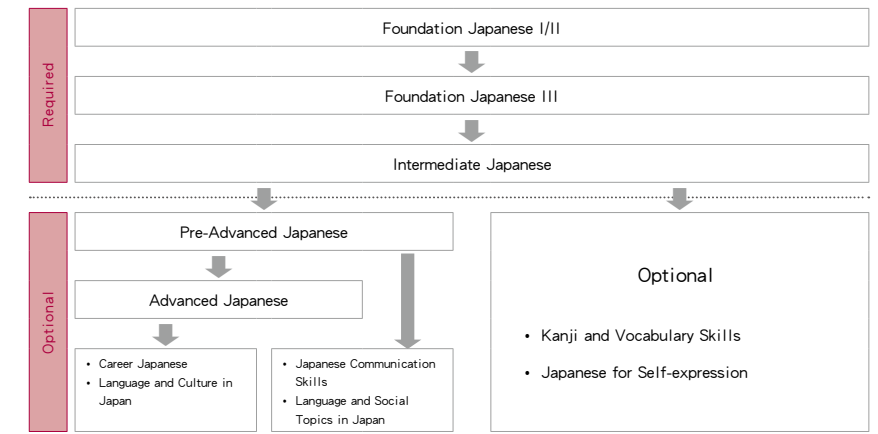 Required
Foundation Japanese I/II
Foundation Japanese III
Intermediate Japanese
Optional
Pre-Advanced Japanese
Advanced Japanese
• Career Japanese
• Language and Culture in
Japan
• Japanese Communication
Skills
• Language and Social
Topics in Japan
Optional
• Kanji and Vocabulary Skills
• Japanese for Self-expression